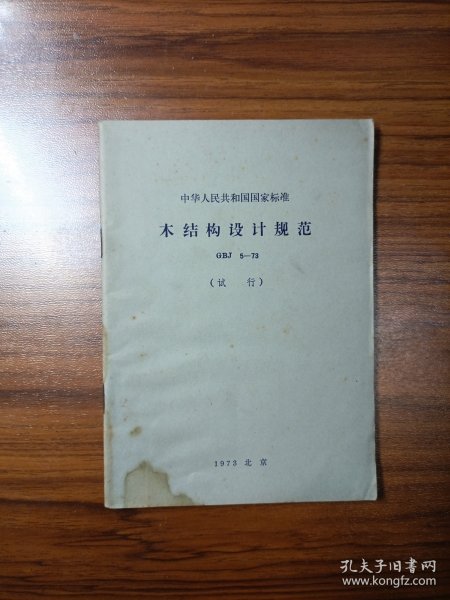 中华人民共和国国家标准
木结构设计规范
GBJ 5—73
(试 行)
1973 北京
孔夫子旧书网
www.kongfz.com